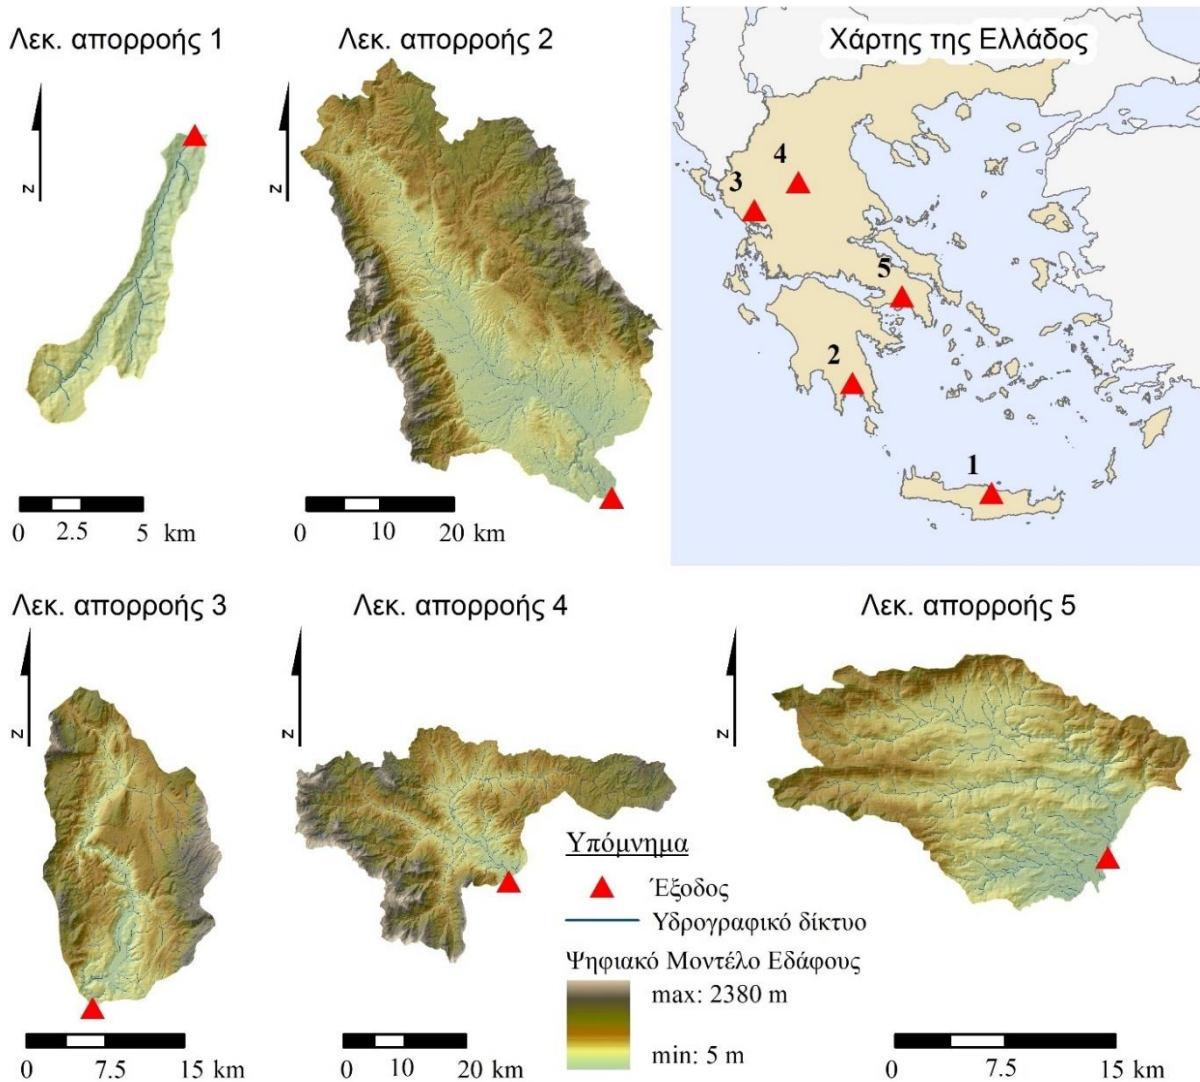 Λεκ. απορροής 1
Λεκ. απορροής 2
Χάρτης της Ελλάδος
z
z
4
3
5
2
1
0 2.5 5 km
0 10 20 km
Λεκ. απορροής 3
Λεκ. απορροής 4
Λεκ. απορροής 5
z
z
z
Υπόμνημα
Έξοδος
Υδρογραφικό δίκτυο
Ψηφιακό Μοντέλο Εδάφους
max: 2380 m
min: 5 m
0 7.5 15 km
0 10 20 km
0 7.5 15 km